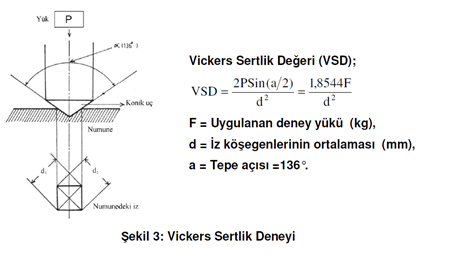 Yük
P
α (136°)
Konik uç
Numune
d₁
d₂
Numunedeki iz
Vickers Sertlik Değeri (VSD);
VSD = 2PSin(a/2) / d² = 1,8544F / d²
F = Uygulanan deney yükü (kg),
d = İz köşegenlerinin ortalaması (mm),
a = Tepe açısı =136°.
Şekil 3: Vickers Sertlik Deneyi